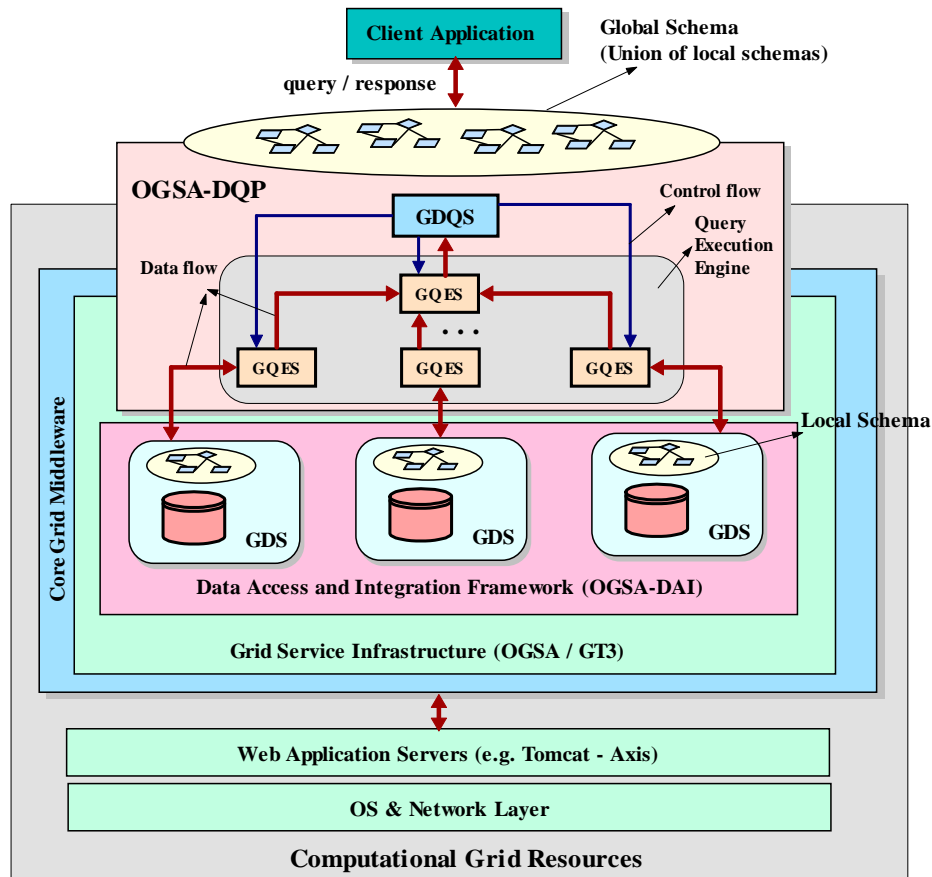 Client Application
Global Schema
(Union of local schemas)
query / response
OGSA-DQP
GDQS
Control flow
Query
Execution
Engine
Data flow
GQES
. . .
GQES
GQES
GQES
Local Schema
Core Grid Middleware
GDS
GDS
GDS
Data Access and Integration Framework (OGSA-DAI)
Grid Service Infrastructure (OGSA / GT3)
Web Application Servers (e.g. Tomcat - Axis)
OS & Network Layer
Computational Grid Resources